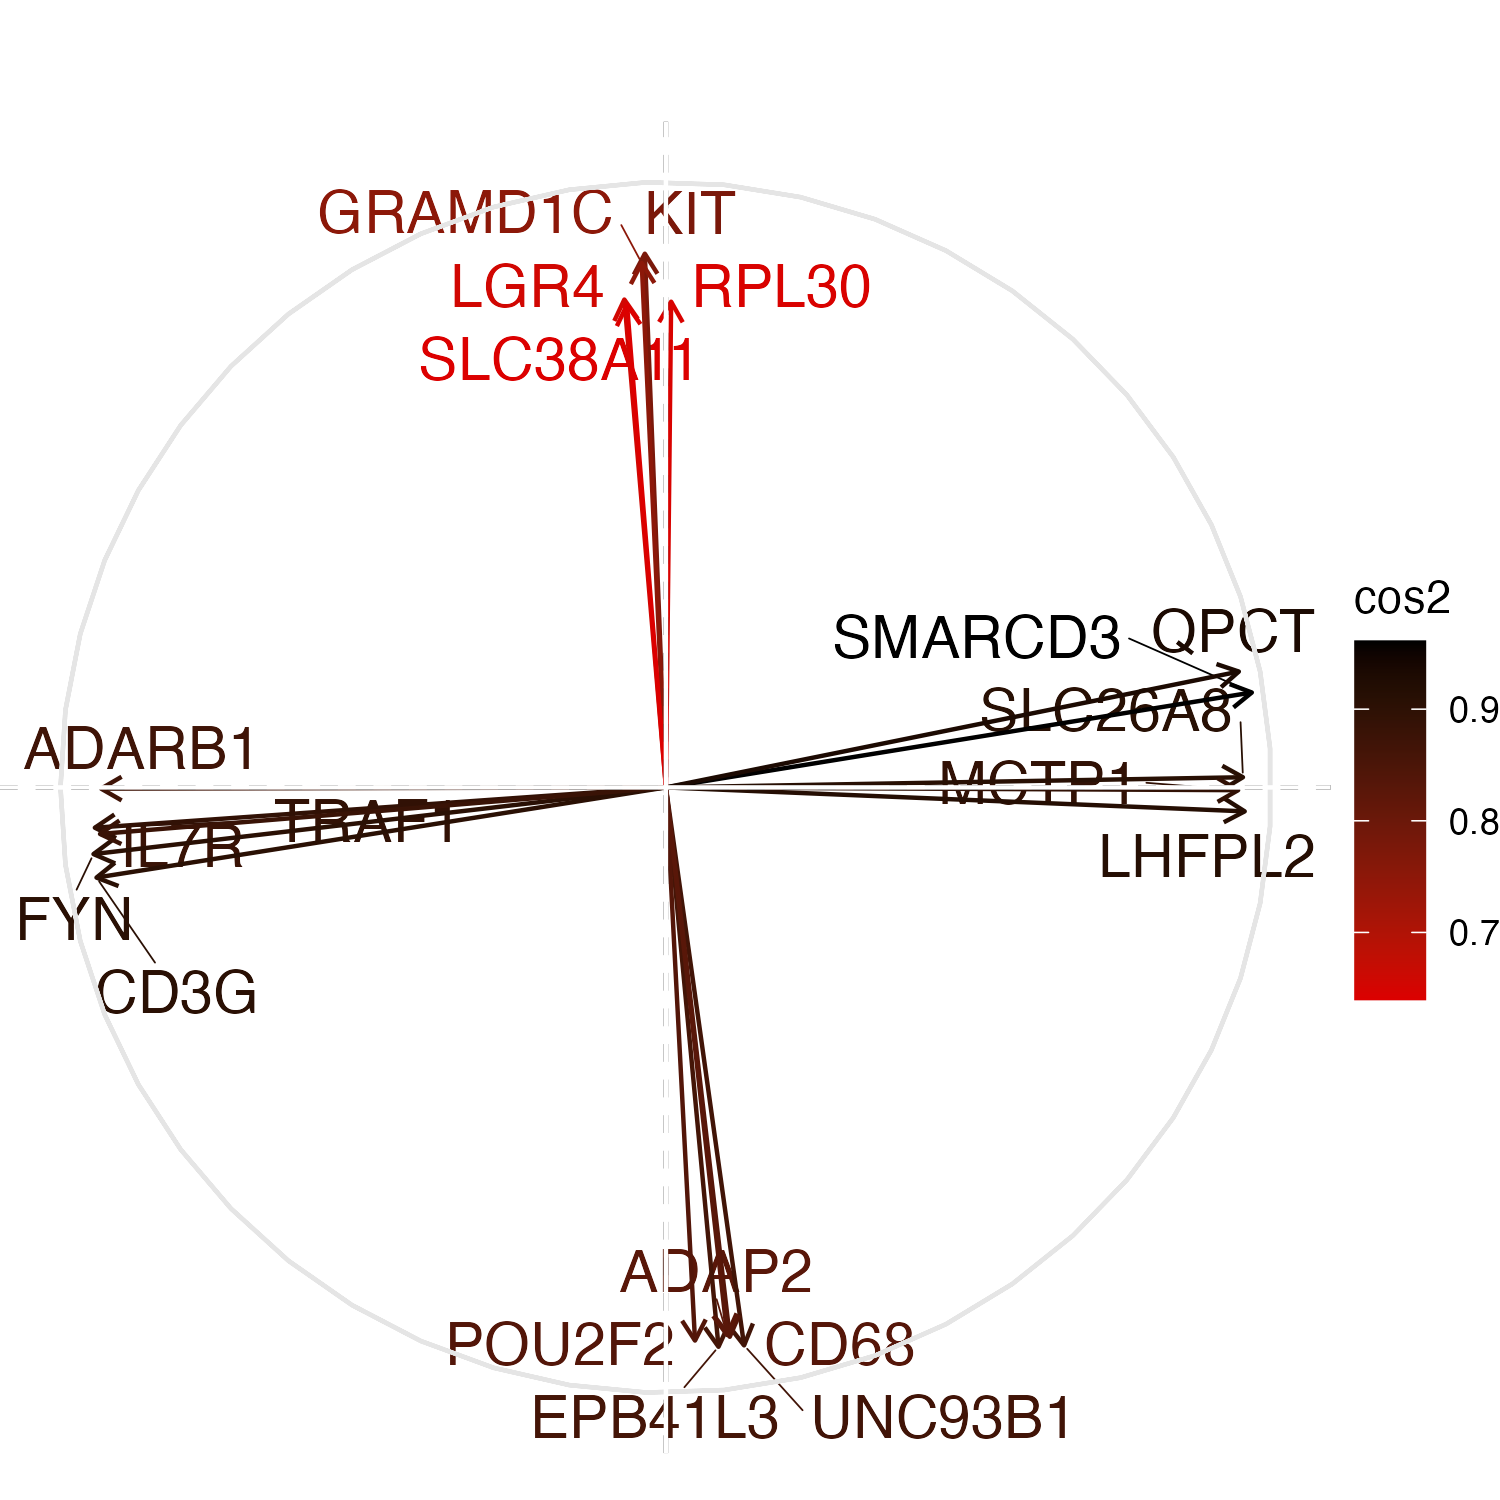 GRAMD1C KIT
LGR4 RPL30
SLC38A11
cos2
SMARCD3 QPCT
SLC26A8
0.9
ADARB1
MCTP1
TRAF1
0.8
IL7R
LHFPL2
FYN
0.7
CD3G
ADAP2
POU2F2 CD68
EPB41L3 UNC93B1